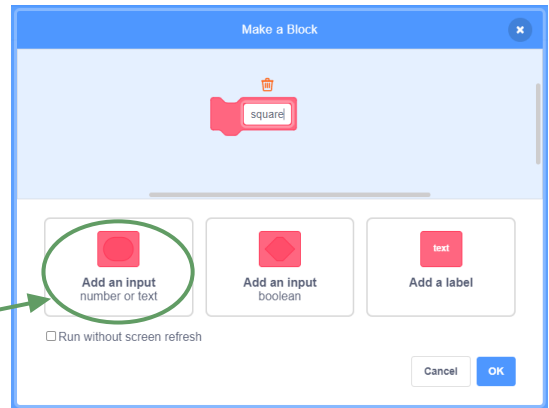 Make a Block
square
text
Add an input
number or text
Add an input
boolean
Add a label
Run without screen refresh
Cancel
OK